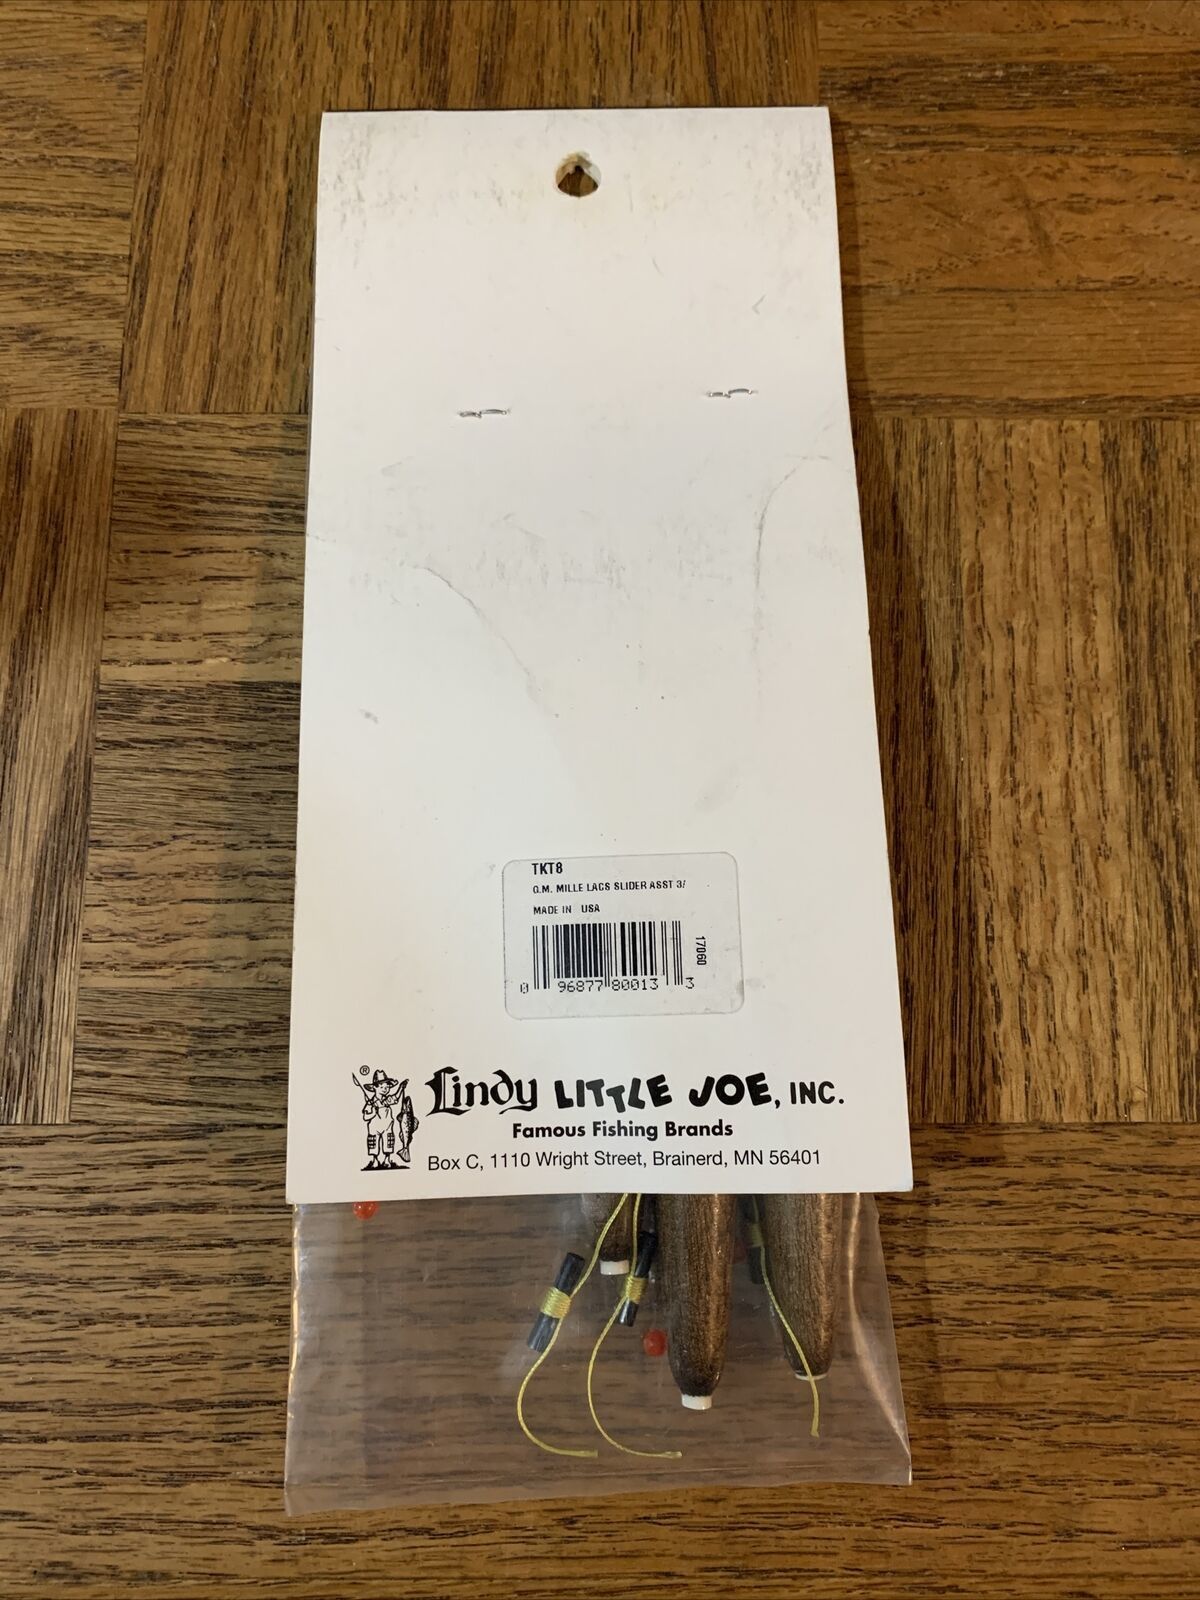 TKT8
G.M. MILLE LACS SLIDER ASST 3/
MADE IN USA
17060
0 96877 80013 3
®
Lindy LITTLE JOE, INC.
Famous Fishing Brands
Box C, 1110 Wright Street, Brainerd, MN 56401